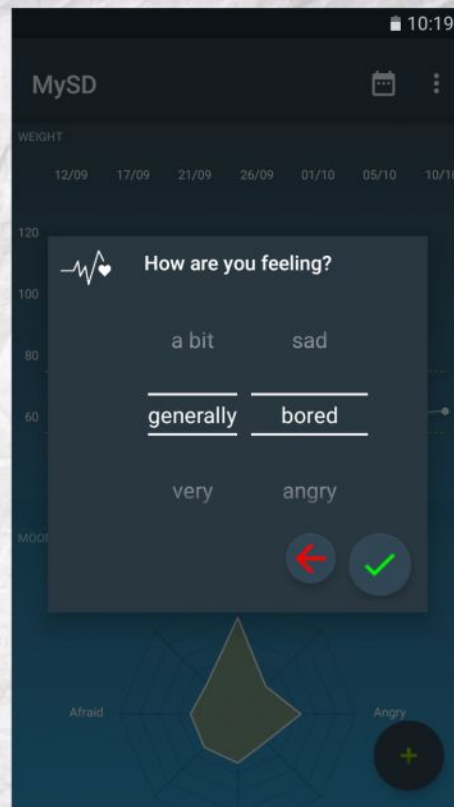 10:19
MySD
WEIGHT
12/09 17/09 21/09 26/09 01/10 05/10
120
How are you feeling?
100
a bit sad
80
generally bored
60
very angry
Afraid Angry
+